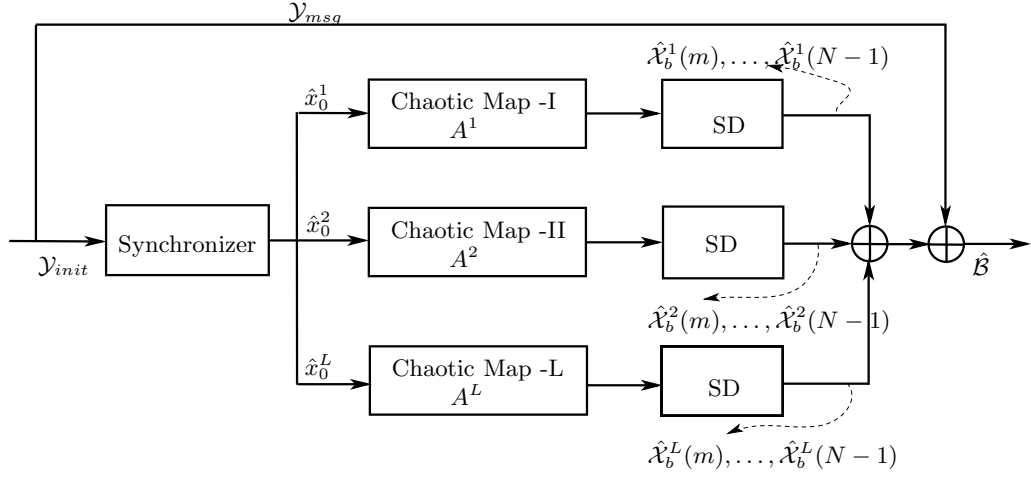 𝒴_{msg}
𝒳̂_b^1(m), . . . , 𝒳̂_b^1(N − 1)
x̂_0^1
Chaotic Map -I
A^1
SD
x̂_0^2
Chaotic Map -II
A^2
SD
Synchronizer
𝒴_{init}
ℬ̂
𝒳̂_b^2(m), . . . , 𝒳̂_b^2(N − 1)
x̂_0^L
Chaotic Map -L
A^L
SD
𝒳̂_b^L(m), . . . , 𝒳̂_b^L(N − 1)